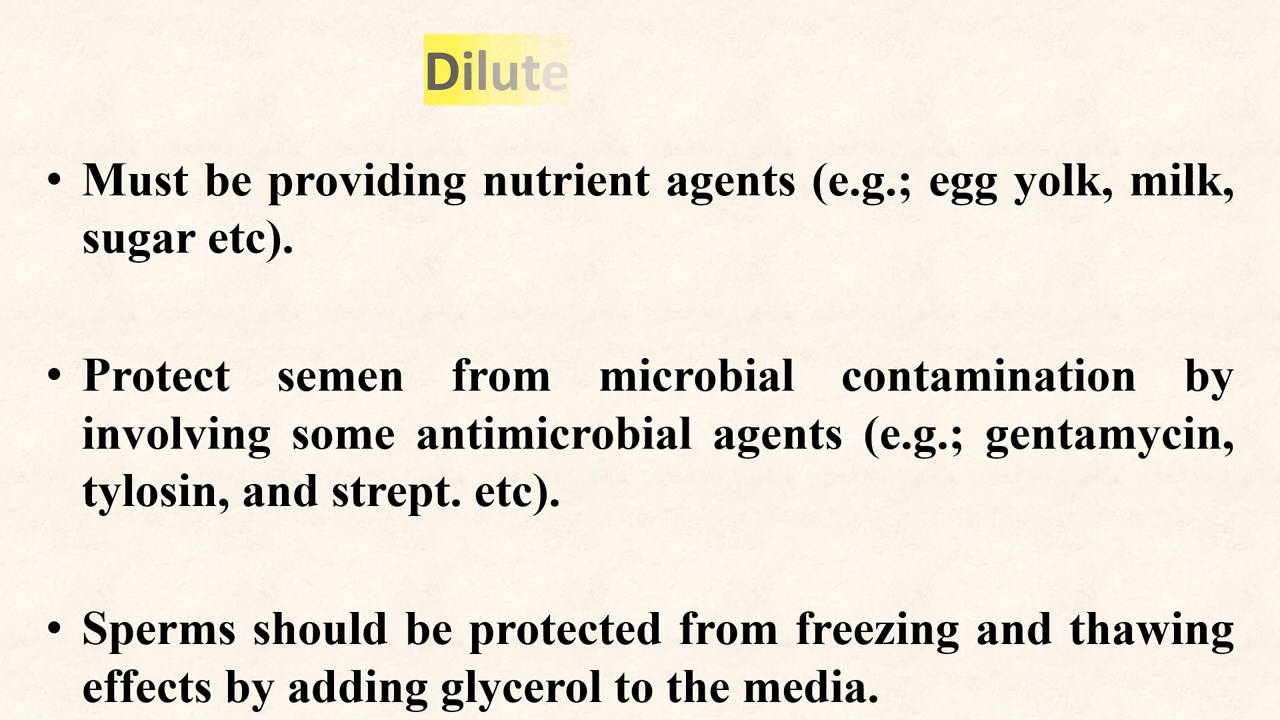 Dilute
• Must be providing nutrient agents (e.g.; egg yolk, milk,
sugar etc).
• Protect semen from microbial contamination by
involving some antimicrobial agents (e.g.; gentamycin,
tylosin, and strept. etc).
• Sperms should be protected from freezing and thawing
effects by adding glycerol to the media.